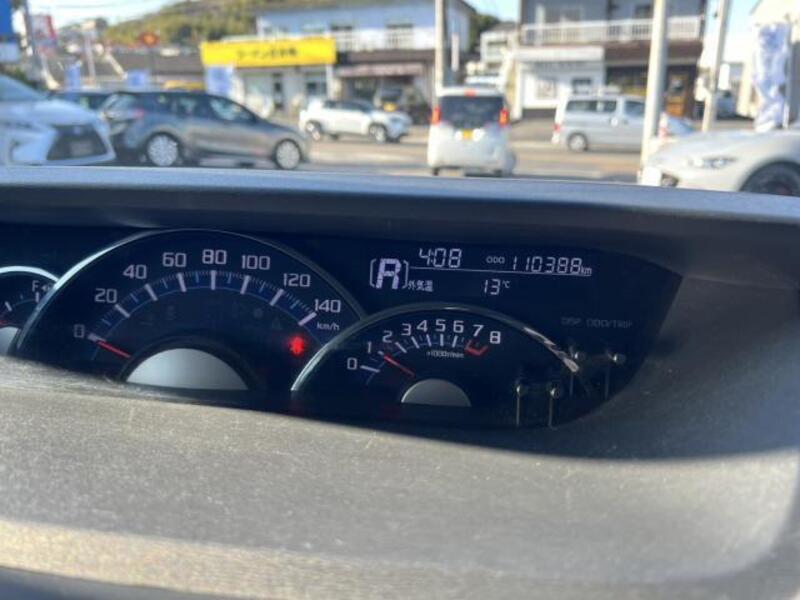 F
0 20 40 60 80 100 120 140
km/h
R 4:08 ODO 110388km
外気温 13℃
DISP ODO/TRIP
0 1 2 3 4 5 6 7 8
×1000r/min